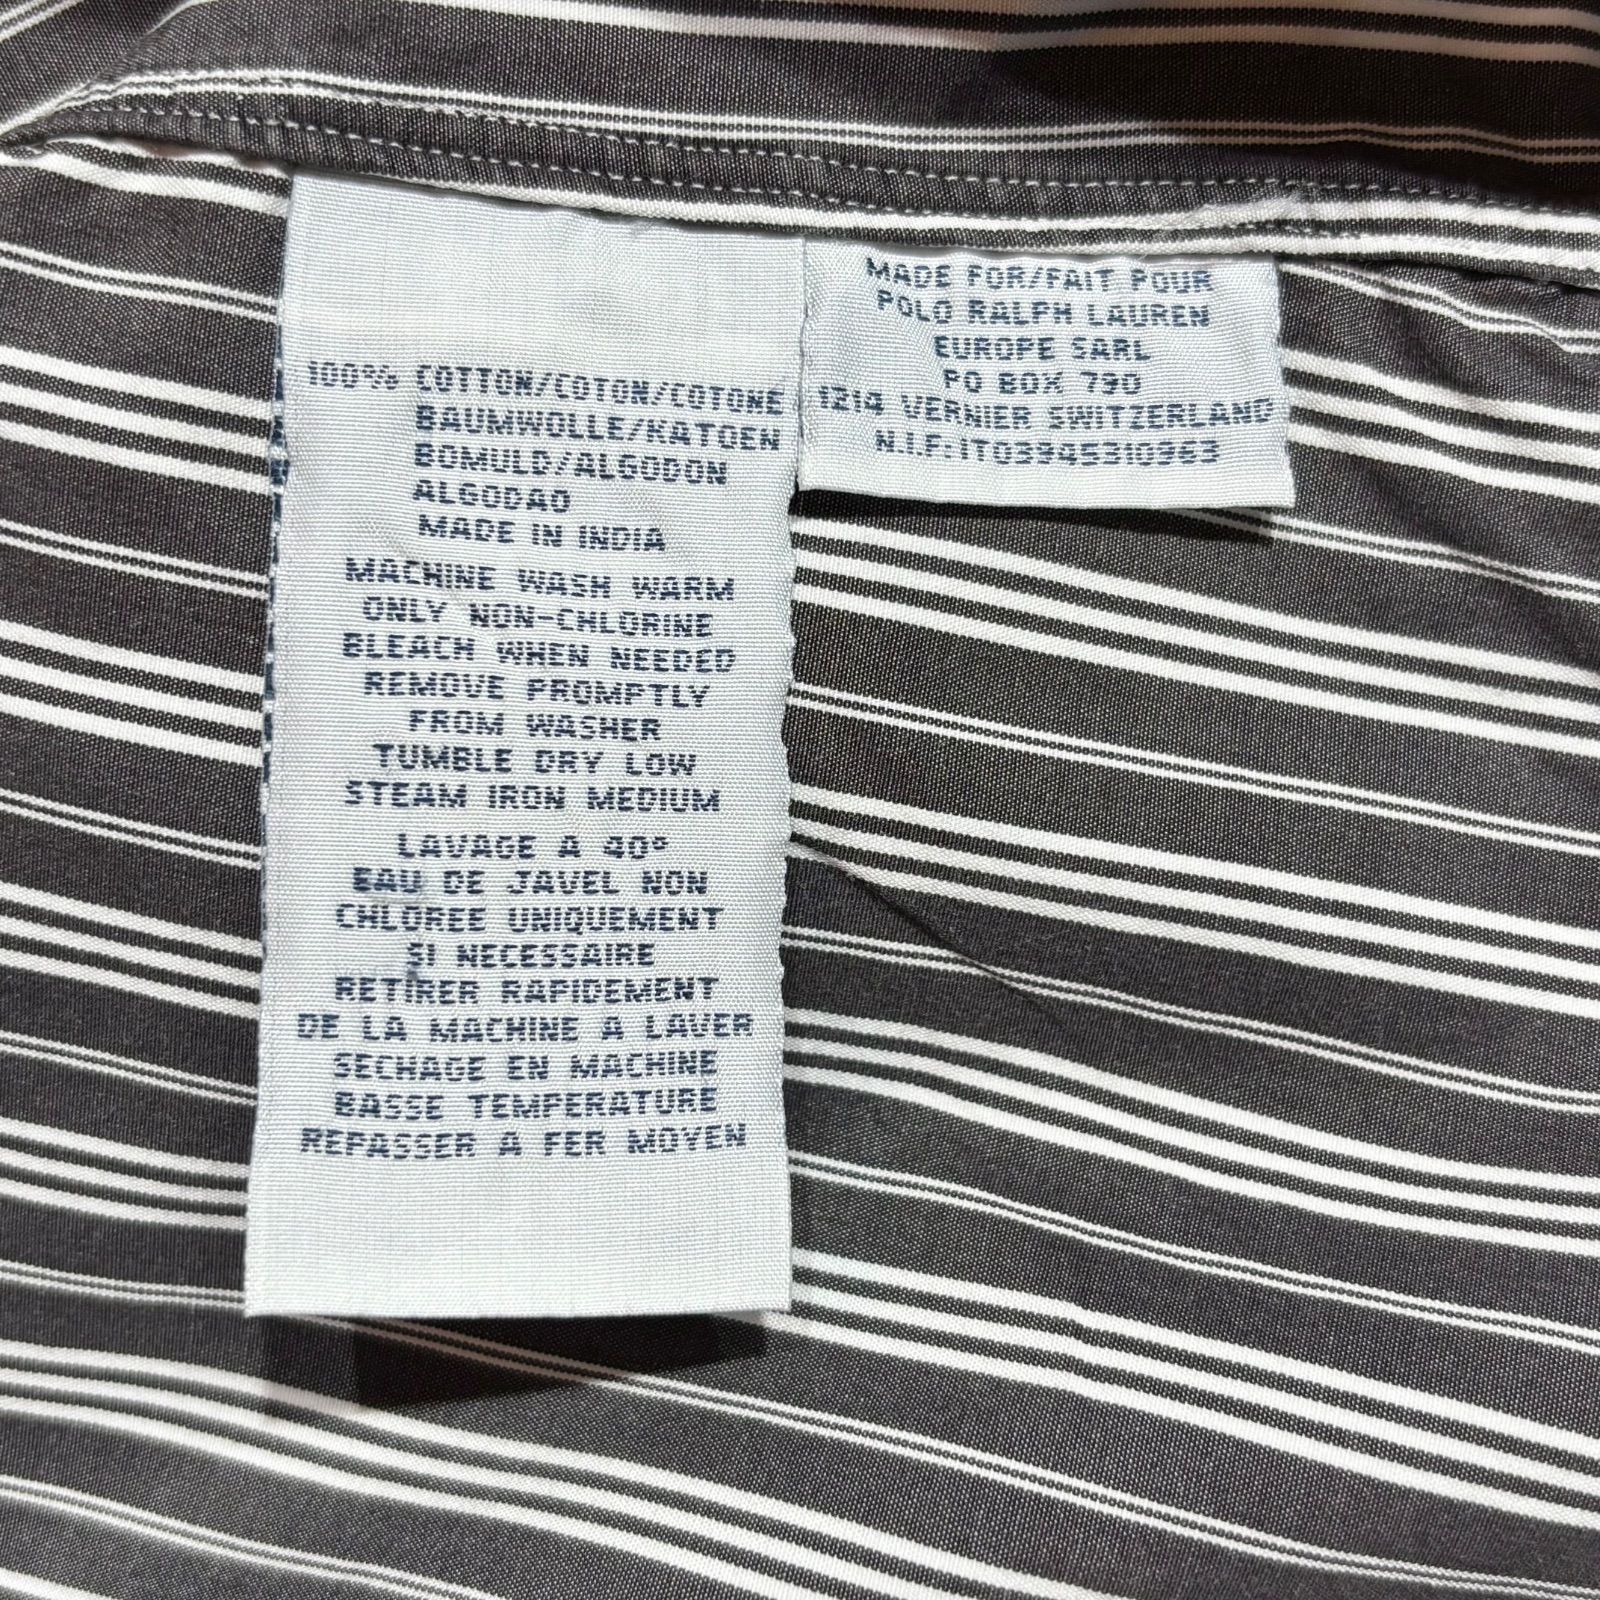 100% COTTON/COTON/COTONE
BAUMWOLLE/KATOEN
BOMULD/ALGODON
ALGODAO
MADE IN INDIA
MACHINE WASH WARM
ONLY NON-CHLORINE
BLEACH WHEN NEEDED
REMOVE PROMPTLY
FROM WASHER
TUMBLE DRY LOW
STEAM IRON MEDIUM
LAVAGE A 40°
EAU DE JAVEL NON
CHLOREE UNIQUEMENT
SI NECESSAIRE
RETIRER RAPIDEMENT
DE LA MACHINE A LAVER
SECHAGE EN MACHINE
BASSE TEMPERATURE
REPASSER A FER MOYEN
MADE FOR/FAIT POUR
POLO RALPH LAUREN
EUROPE SARL
PO BOX 790
1214 VERNIER SWITZERLAND
N.I.F:IT03945310963